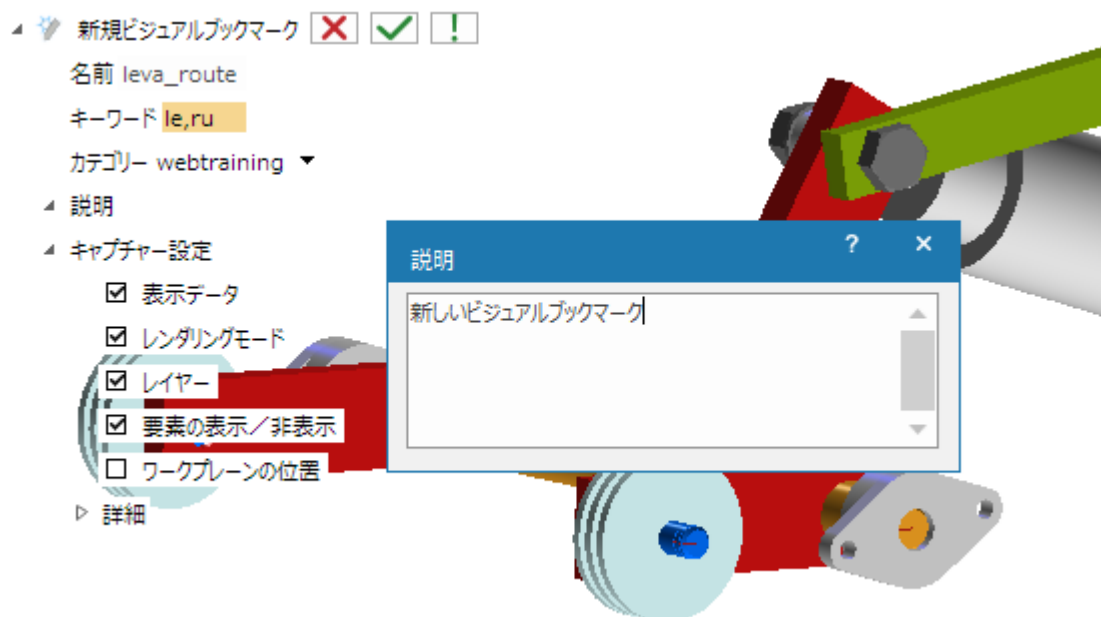 新規ビジュアルブックマーク
名前 leva_route
キーワード le,ru
カテゴリー webtraining
説明
キャプチャー設定
表示データ
レンダリングモード
レイヤー
要素の表示／非表示
ワークプレーンの位置
詳細
説明 ? ×
新しいビジュアルブックマーク